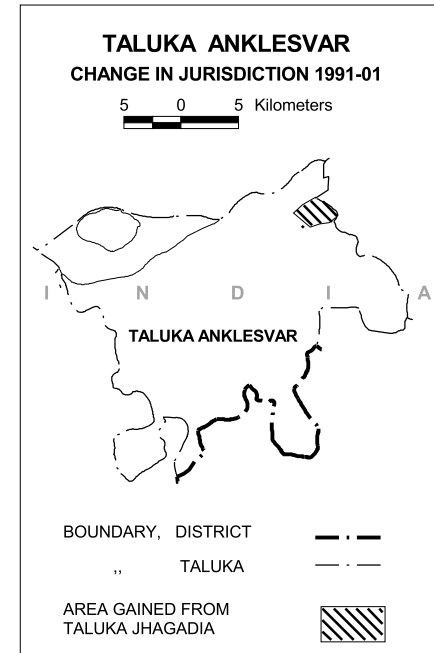 TALUKA ANKLESVAR
CHANGE IN JURISDICTION 1991-01
5 0 5 Kilometers
I N D I A
TALUKA ANKLESVAR
BOUNDARY, DISTRICT
,, TALUKA
AREA GAINED FROM
TALUKA JHAGADIA